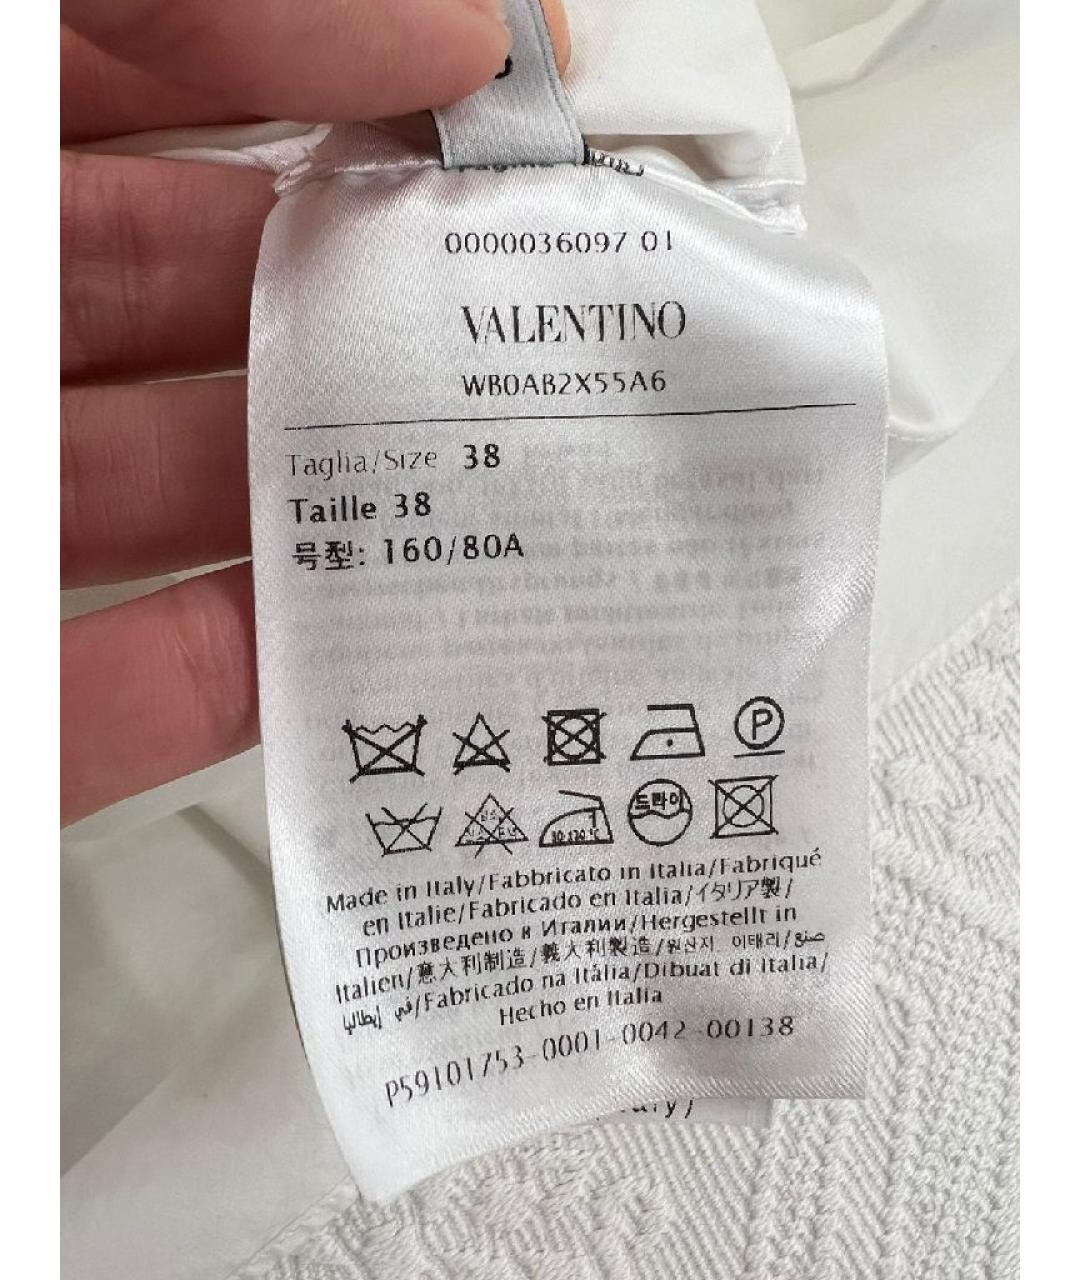 0000036097 01
VALENTINO
WB0AB2X55A6
Taglia/Size 38
Taille 38
号型: 160/80A
P
드라이
Made in Italy/Fabbricato in Italia/Fabriqué
en Italie/Fabricado en Italia/イタリア製/
Произведено в Италии/Hergestellt in
Italien/意大利制造/義大利製造/원산지 이태리/صنع
في إيطاليا/Fabricado na Itália/Dibuat di Italia/
Hecho en Italia
P59101753-0001-0042-00138